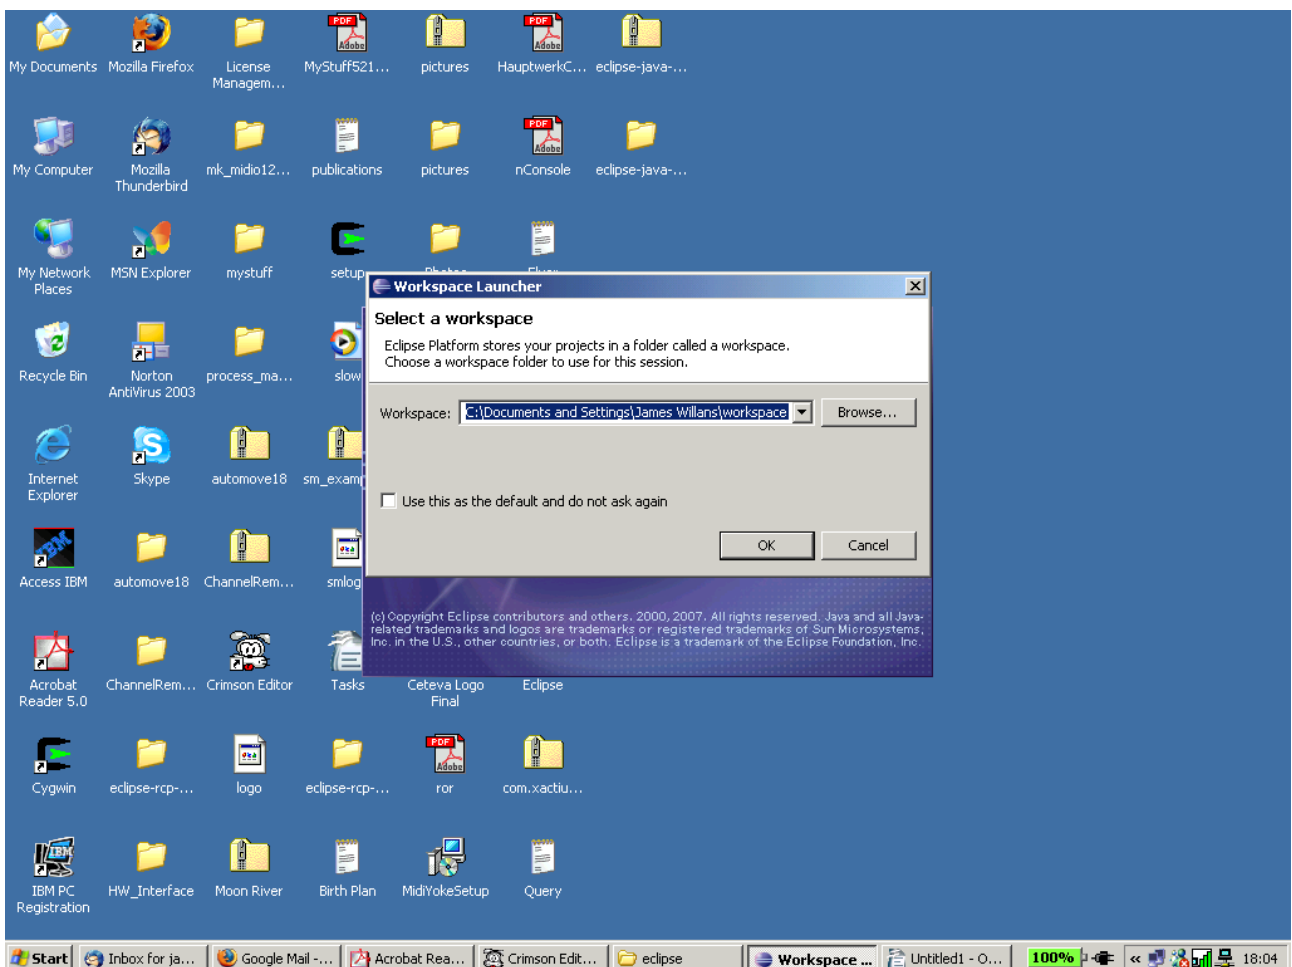 My Documents
Mozilla Firefox
License
Managem...
MyStuff521...
pictures
HauptwerkC...
eclipse-java-...
My Computer
Mozilla
Thunderbird
mk_midio12...
publications
pictures
nConsole
eclipse-java-...
My Network
Places
MSN Explorer
mystuff
setup
Workspace Launcher
Select a workspace
Eclipse Platform stores your projects in a folder called a workspace.
Choose a workspace folder to use for this session.
Workspace: C:\Documents and Settings\James Willans\workspace Browse...
Use this as the default and do not ask again
OK Cancel
(c) Copyright Eclipse contributors and others, 2000, 2007. All rights reserved. Java and all Java-
related trademarks and logos are trademarks or registered trademarks of Sun Microsystems,
Inc. in the U.S., other countries, or both. Eclipse is a trademark of the Eclipse Foundation, Inc.
Recycle Bin
Norton
AntiVirus 2003
process_ma...
slow
Internet
Explorer
Skype
automove18
sm_exam
Access IBM
automove18
ChannelRem...
smlog
Acrobat
Reader 5.0
ChannelRem...
Crimson Editor
Tasks
Ceteva Logo
Final
Eclipse
Cygwin
eclipse-rcp-...
logo
eclipse-rcp-...
ror
com.xactiu...
IBM PC
Registration
HW_Interface
Moon River
Birth Plan
MidiYokeSetup
Query
Start Inbox for ja... Google Mail -... Acrobat Rea... Crimson Edit... eclipse Workspace ... Untitled1 - O... 100% « 18:04